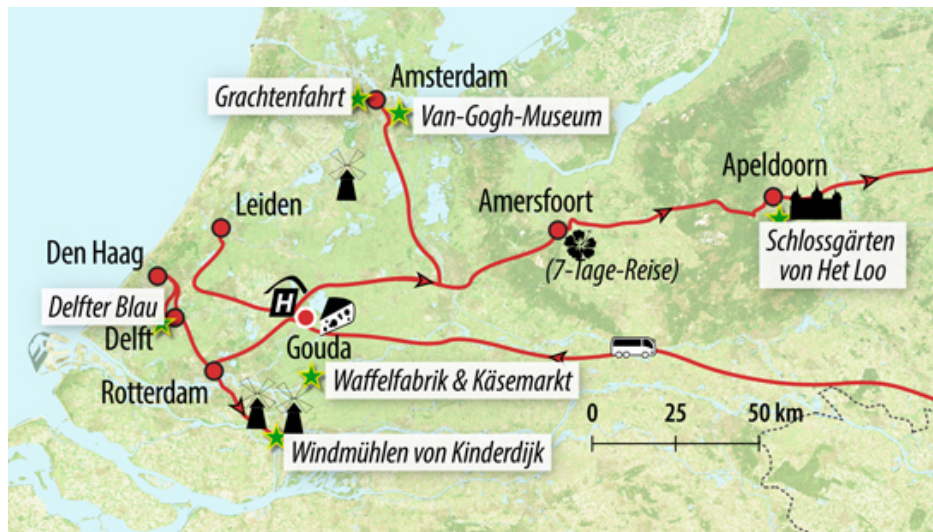 Amsterdam
Grachtenfahrt
Van-Gogh-Museum
Apeldoorn
Leiden
Amersfoort
Den Haag
(7-Tage-Reise)
Schlossgärten
von Het Loo
H
Delfter Blau
Delft
Gouda
Rotterdam
Waffelfabrik & Käsemarkt
0 25 50 km
Windmühlen von Kinderdijk